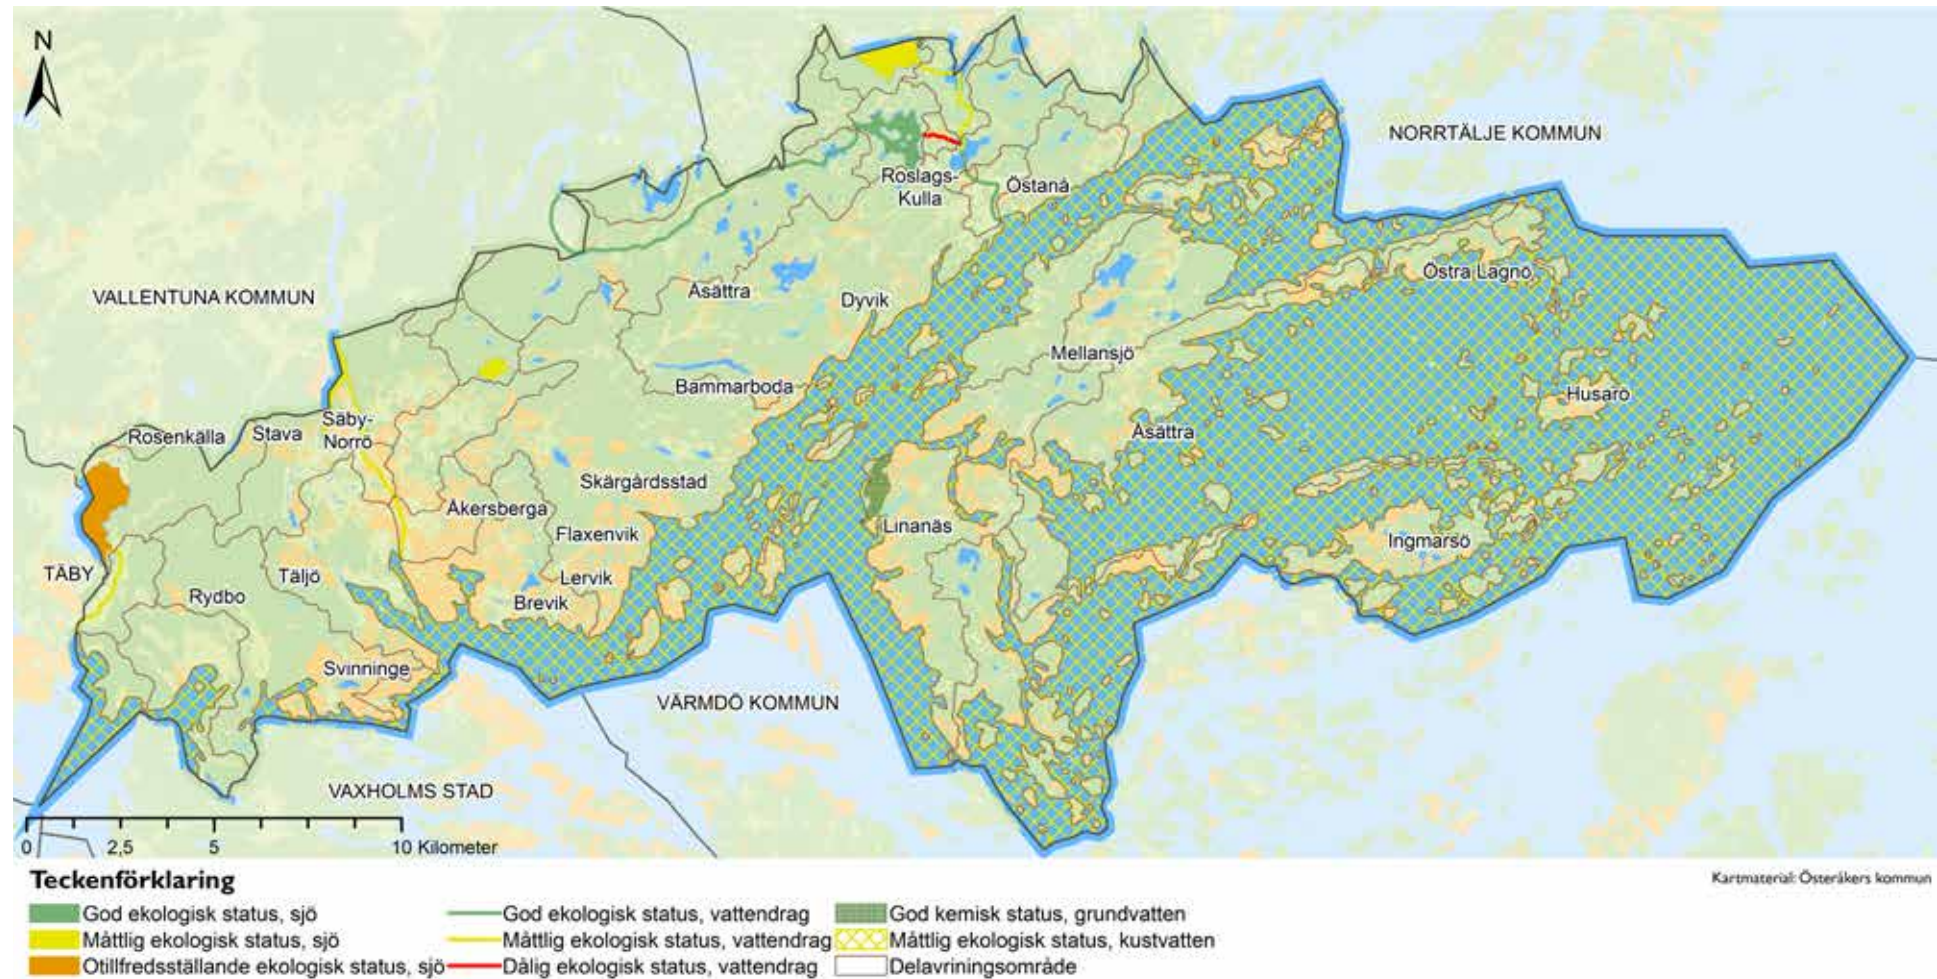 N
NORRTÄLJE KOMMUN
Roslags-
Kulla
Östanå
Östra Lagnö
VALLENTUNA KOMMUN
Åsättra
Dyvik
Mellansjö
Bammarboda
Husarö
Säby-
Norrö
Rosenkälla
Stava
Åsättra
Skärgårdsstad
Åkersberga
Linanäs
Flaxenvik
Ingmarsö
TÄBY
Täljö
Lervik
Rydbo
Brevik
Svinninge
VÄRMDÖ KOMMUN
VAXHOLMS STAD
0 2,5 5 10 Kilometer
Teckenförklaring
Kartmaterial: Österåkers kommun
God ekologisk status, sjö
God ekologisk status, vattendrag
God kemisk status, grundvatten
Måttlig ekologisk status, sjö
Måttlig ekologisk status, vattendrag
Måttlig ekologisk status, kustvatten
Otillfredsställande ekologisk status, sjö
Dålig ekologisk status, vattendrag
Delavriningsområde